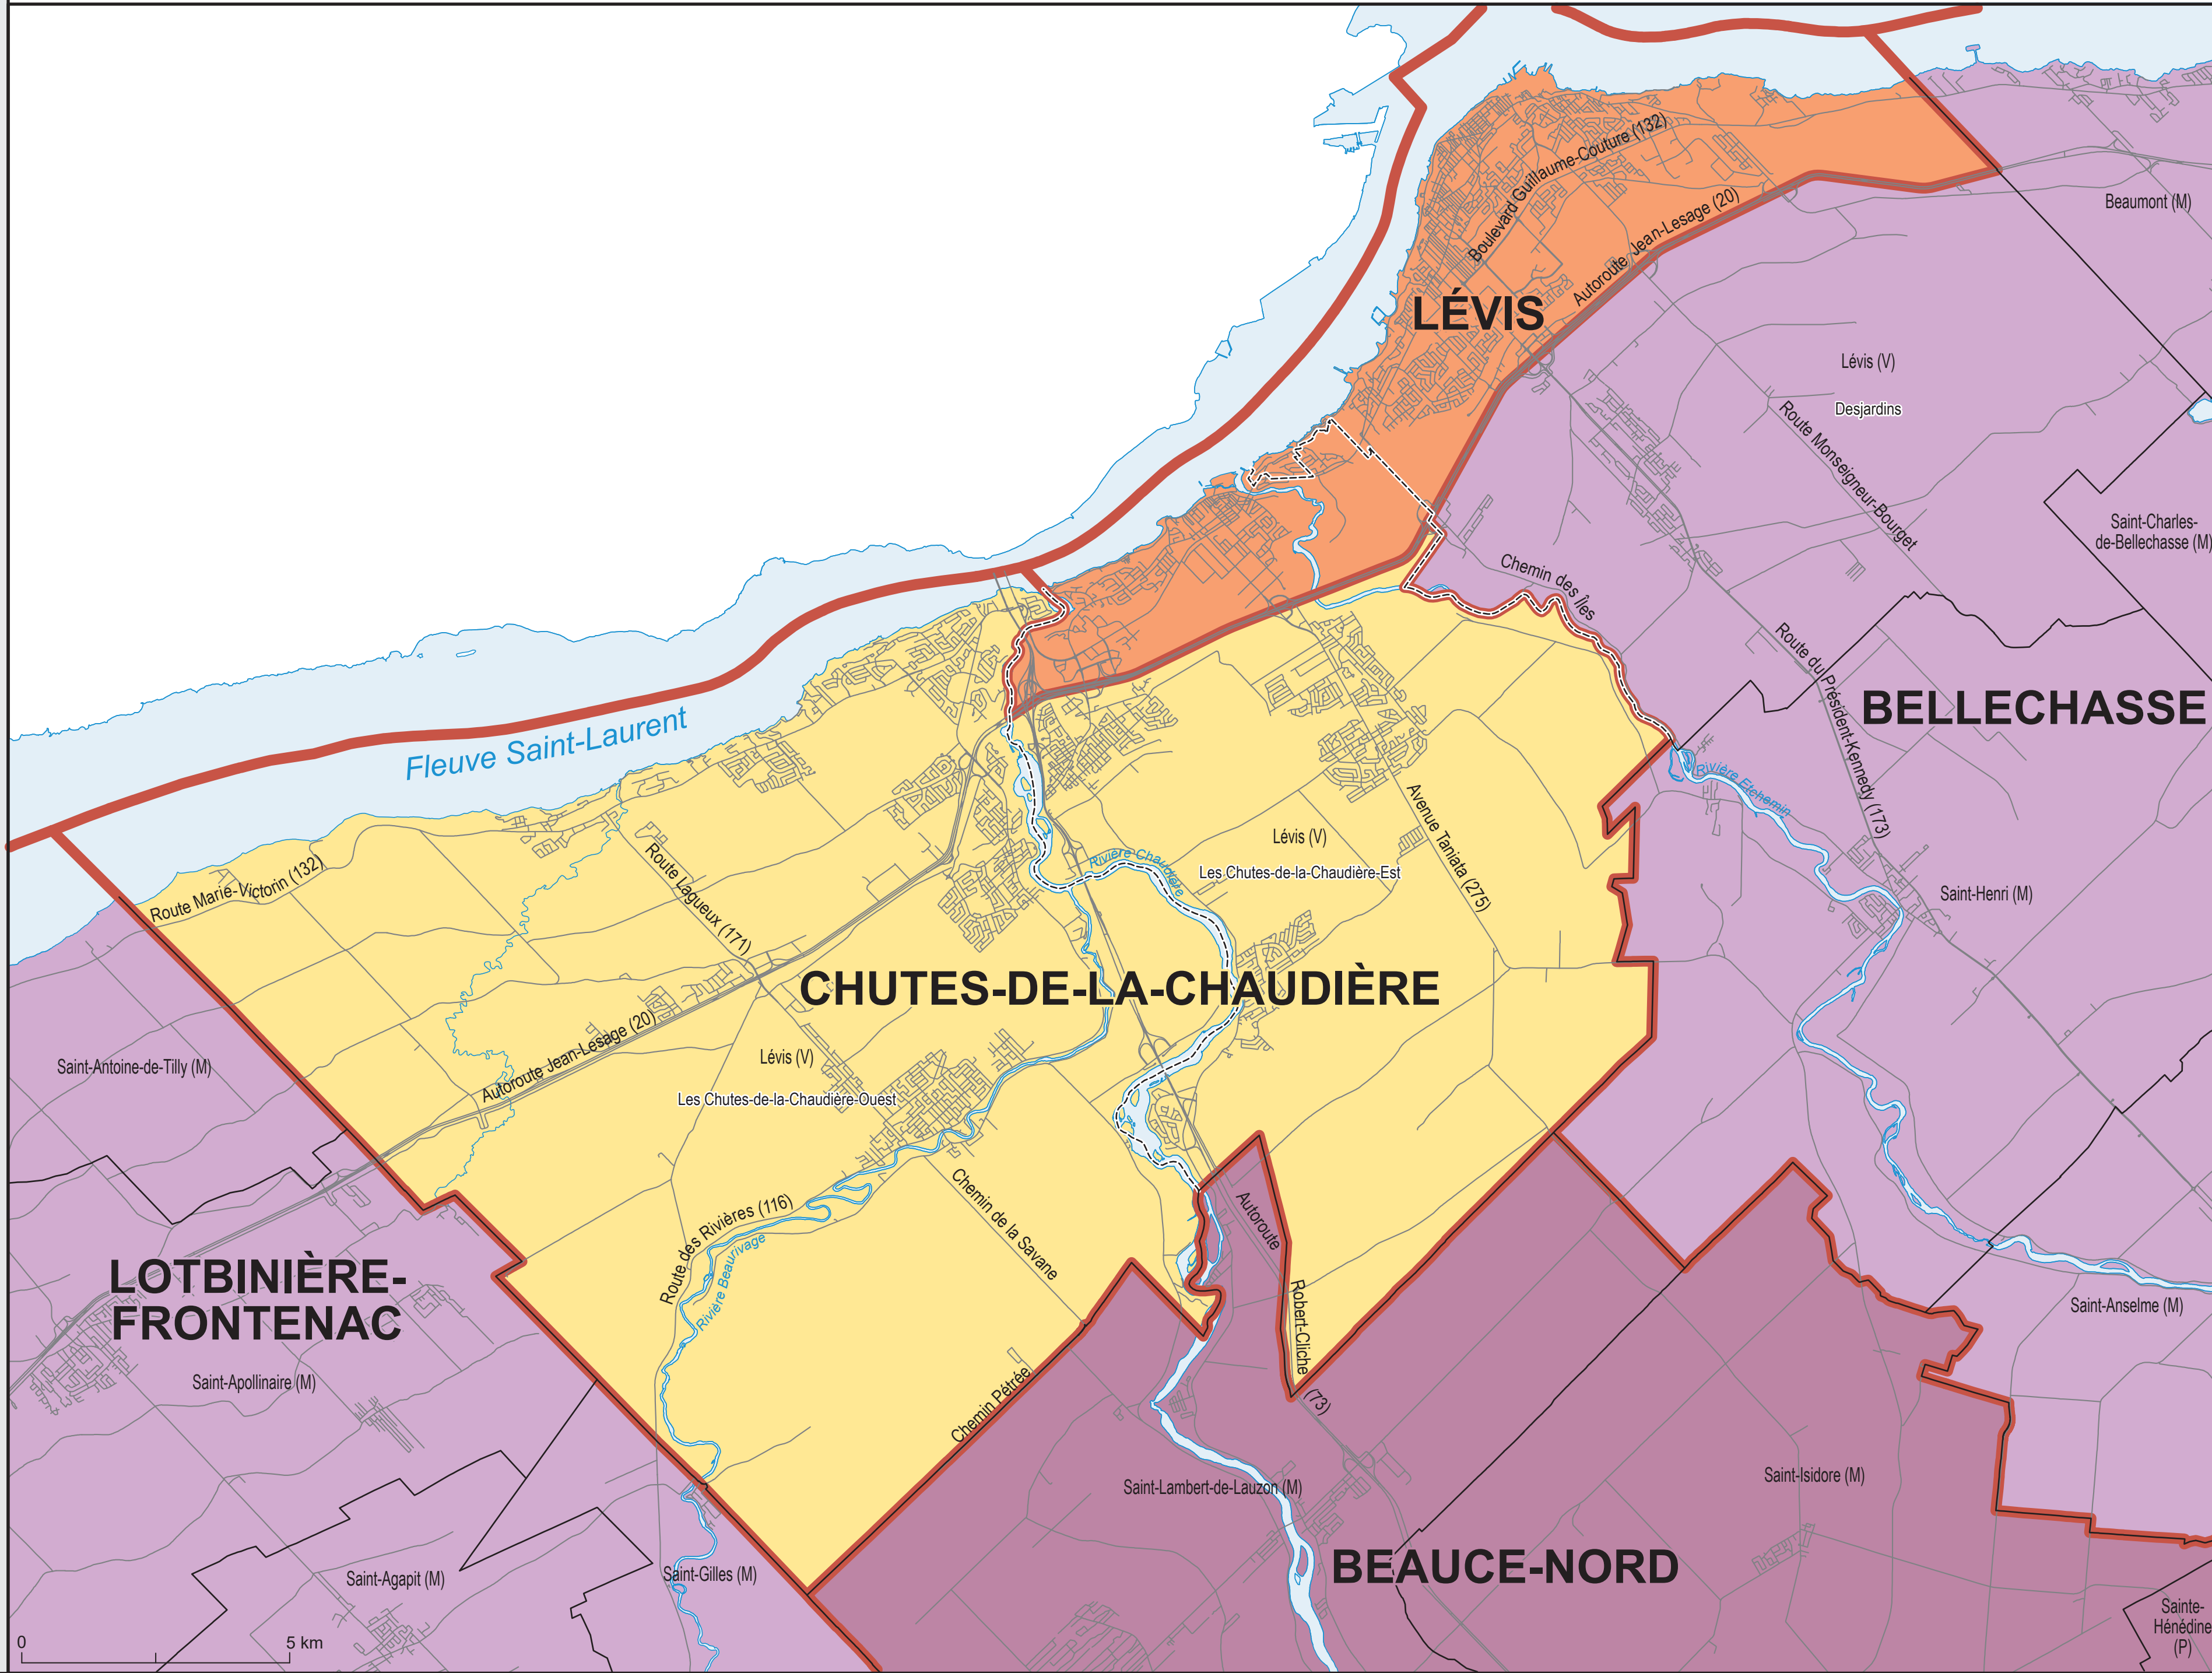 Boulevard Guillaume-Couture (132)
Beaumont (M)
Autoroute Jean-Lesage (20)
LÉVIS
Lévis (V)
Desjardins
Route Monseigneur-Bourget
Saint-Charles-
de-Bellechasse (M)
Chemin des Îles
Route du Président-Kennedy (173)
BELLECHASSE
Fleuve Saint-Laurent
Rivière Etchemin
Avenue Taniata (275)
Lévis (V)
Les Chutes-de-la-Chaudière-Est
Rivière Chaudière
Route Marie-Victorin (132)
Route Lagueux (171)
Saint-Henri (M)
CHUTES-DE-LA-CHAUDIÈRE
Autoroute Jean-Lesage (20)
Lévis (V)
Les Chutes-de-la-Chaudière-Ouest
Saint-Antoine-de-Tilly (M)
Route des Rivières (116)
Rivière Beaurivage
Chemin de la Savane
Autoroute
Robert-Cliche
(73)
LOTBINIÈRE-
FRONTENAC
Saint-Anselme (M)
Saint-Apollinaire (M)
Chemin Pétrée
Saint-Lambert-de-Lauzon (M)
Saint-Isidore (M)
BEAUCE-NORD
Saint-Agapit (M)
Saint-Gilles (M)
Sainte-
Hénédine
(P)
0 5 km